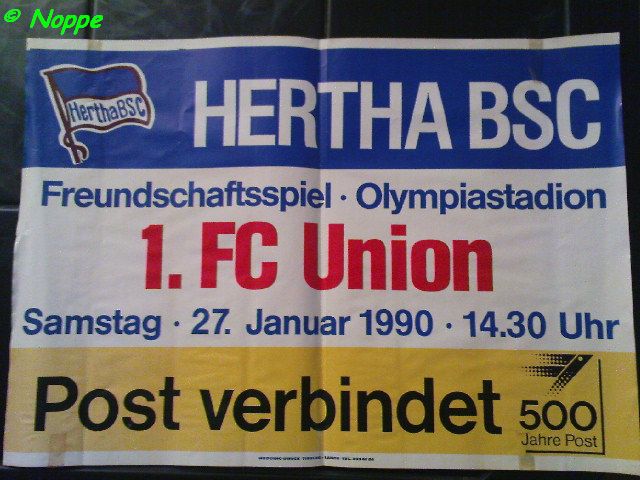 © Noppe
HerthaBSC
HERTHA BSC
Freundschaftsspiel · Olympiastadion
1. FC Union
Samstag · 27. Januar 1990 · 14.30 Uhr
Post verbindet
500
Jahre Post